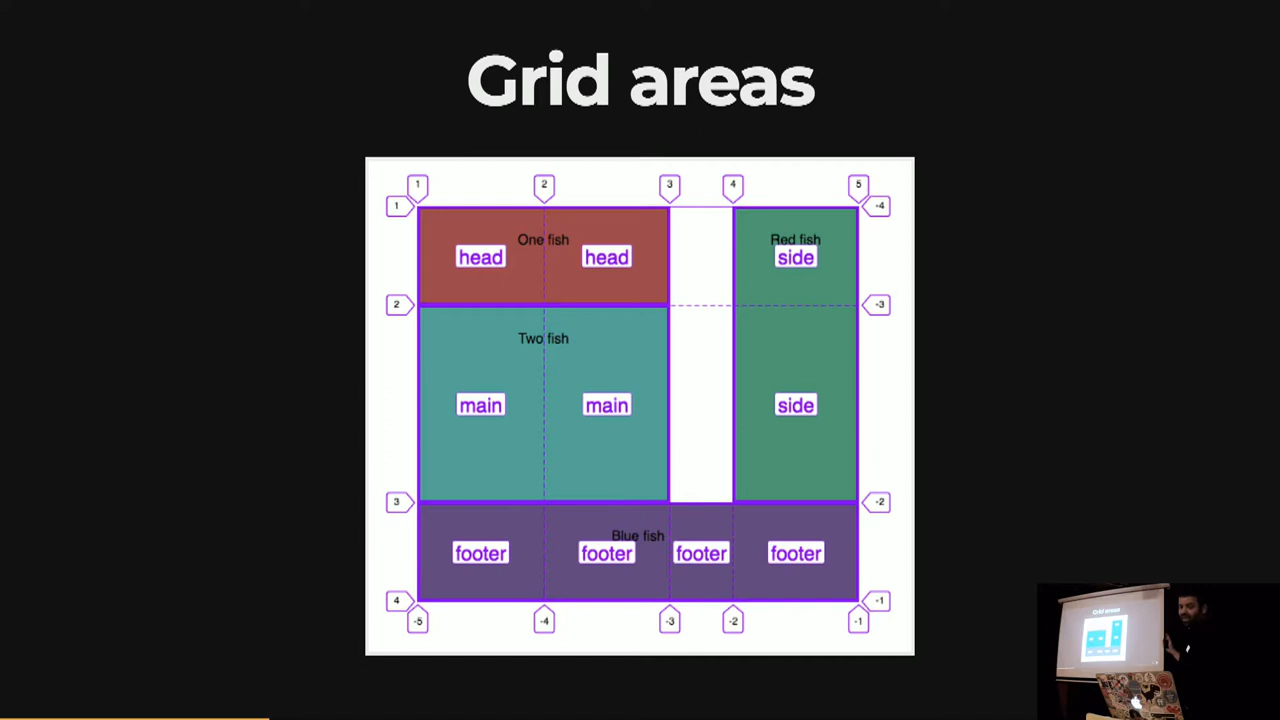 Grid areas
1 2 3 4 5
1 -4
One fish Red fish
head head side
2 -3
Two fish
main main side
3 -2
Blue fish
footer footer footer footer
4 -1
-5 -4 -3 -2 -1
Grid areas